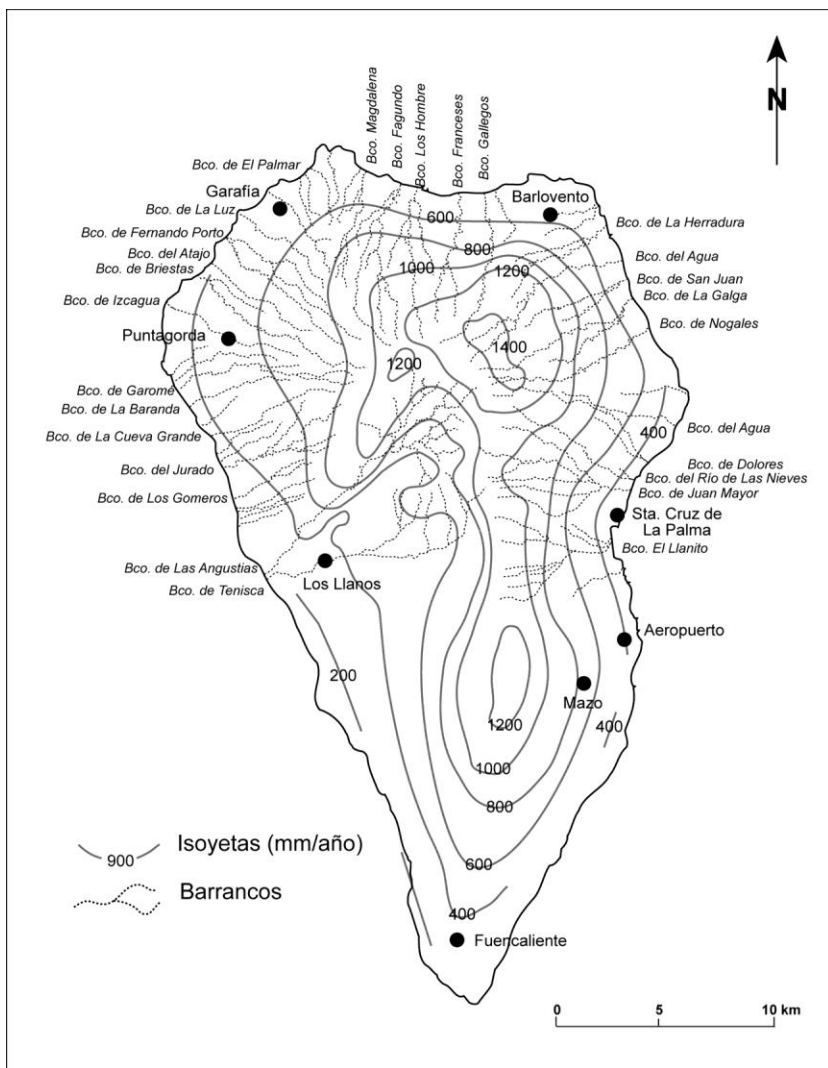 N
Bco. Magdalena
Bco. Fagundo
Bco. Los Hombre
Bco. Franceses
Bco. Gallegos
Bco. de El Palmar
Garafía
Bco. de La Luz
Bco. de Fernando Porto
Bco. del Atajo
Bco. de Briestas
Bco. de Izcagua
Puntagorda
Bco. de Garomé
Bco. de La Baranda
Bco. de La Cueva Grande
Bco. del Jurado
Bco. de Los Gomeros
Bco. de Las Angustias
Bco. de Tenisca
Los Llanos
Barlovento
Bco. de La Herradura
Bco. del Agua
Bco. de San Juan
Bco. de La Galga
Bco. de Nogales
Bco. del Agua
Bco. de Dolores
Bco. del Río de Las Nieves
Bco. de Juan Mayor
Sta. Cruz de
La Palma
Bco. El Llanito
Aeropuerto
Mazo
600
800
1000
1200
1400
1200
400
200
400
1200
1000
800
600
400
Fuencaliente
900
Isoyetas (mm/año)
Barrancos
0 5 10 km